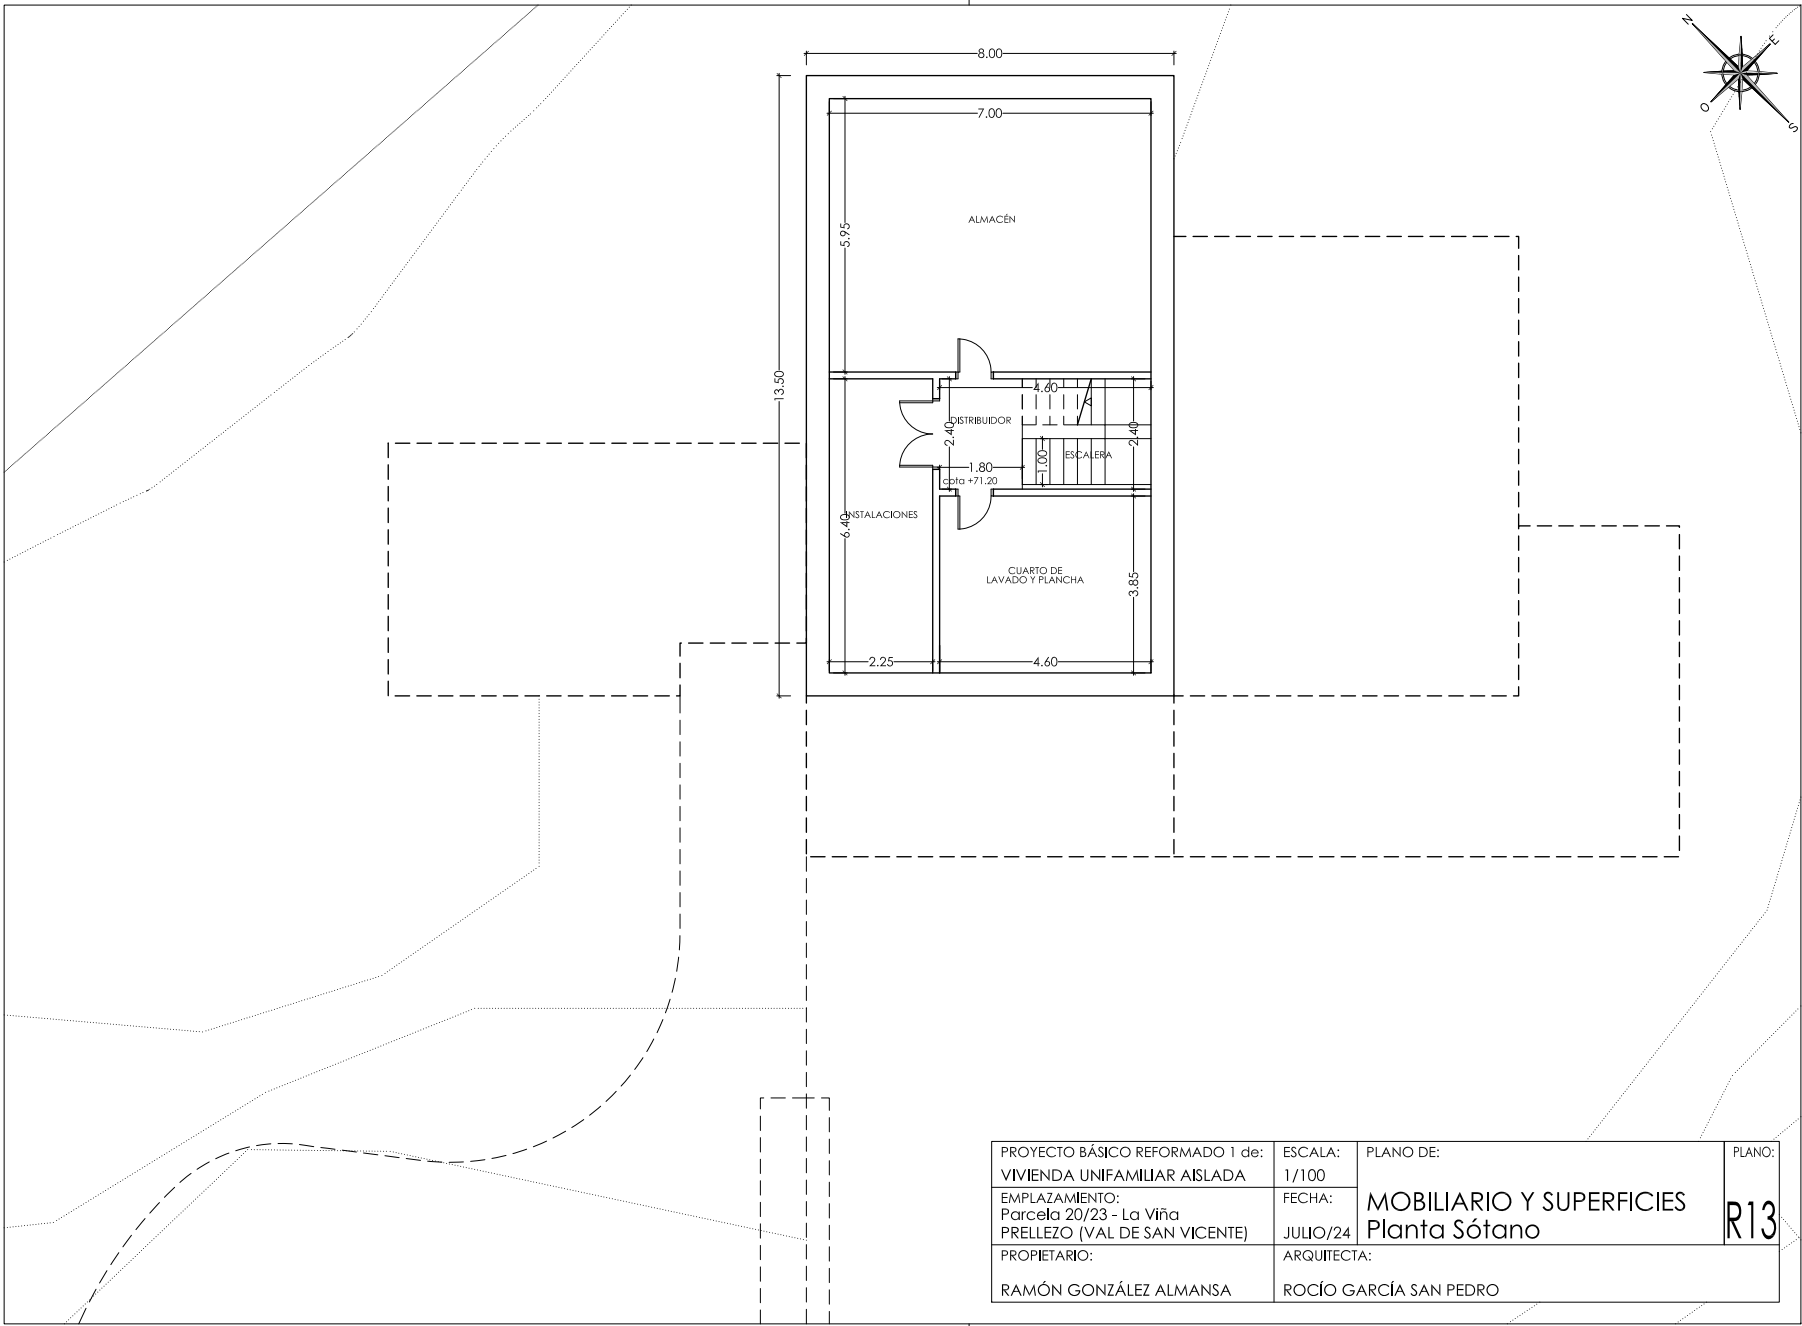 N
E
O
S
8.00
7.00
5.95
ALMACÉN
13.50
4.60
DISTRIBUIDOR
2.40
2.40
ESCALERA
1.00
1.80
cota +71.20
INSTALACIONES
6.40
CUARTO DE
LAVADO Y PLANCHA
3.85
2.25
4.60
PROYECTO BÁSICO REFORMADO 1 de:
VIVIENDA UNIFAMILIAR AISLADA
ESCALA:
1/100
PLANO DE:
MOBILIARIO Y SUPERFICIES
Planta Sótano
PLANO:
R13
EMPLAZAMIENTO:
Parcela 20/23 - La Viña
PRELLEZO (VAL DE SAN VICENTE)
FECHA:
JULIO/24
PROPIETARIO:
RAMÓN GONZÁLEZ ALMANSA
ARQUITECTA:
ROCÍO GARCÍA SAN PEDRO